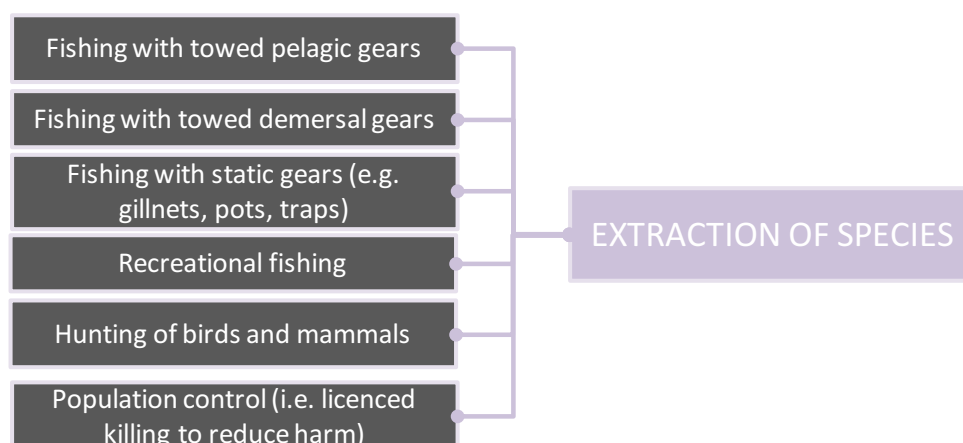 Fishing with towed pelagic gears
Fishing with towed demersal gears
Fishing with static gears (e.g.
gillnets, pots, traps)
Recreational fishing
Hunting of birds and mammals
Population control (i.e. licenced
killing to reduce harm)
EXTRACTION OF SPECIES